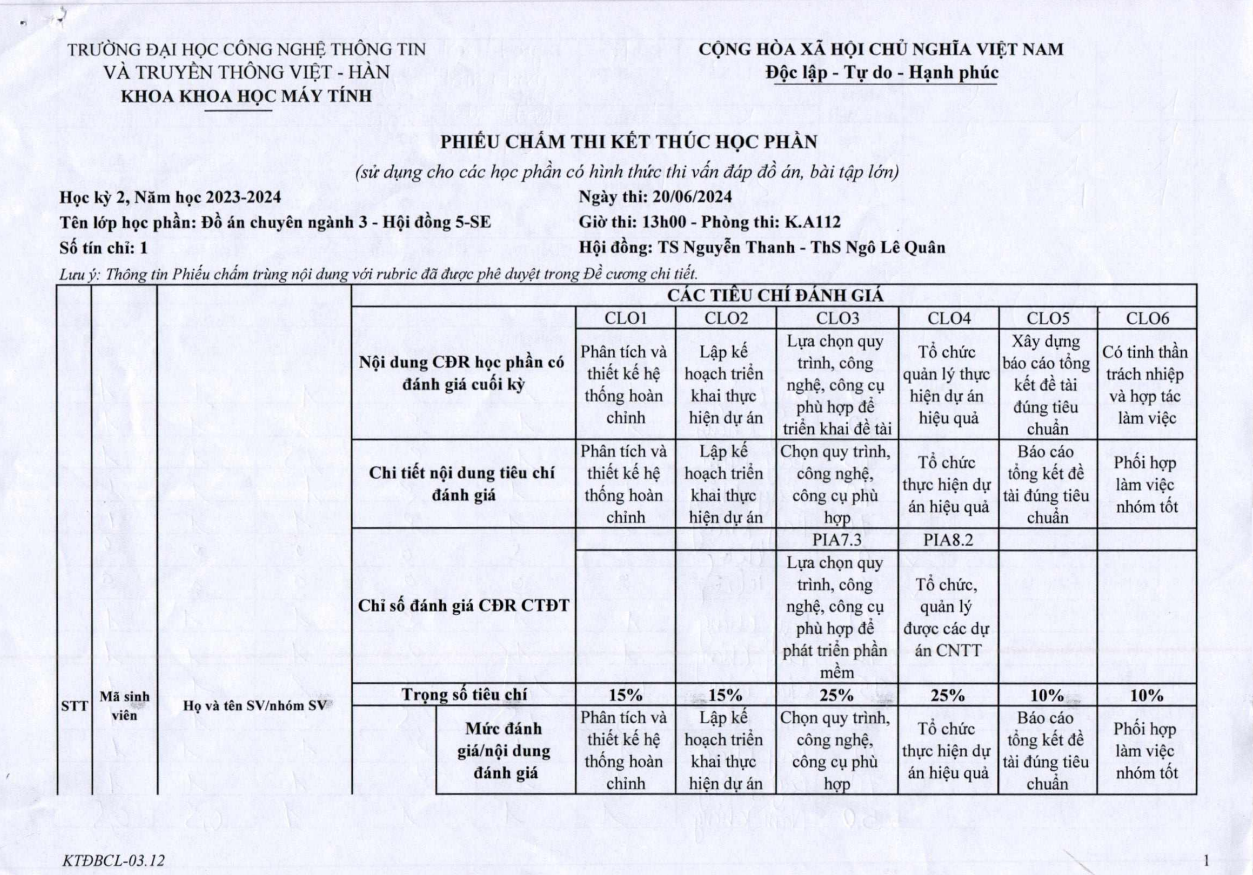 TRƯỜNG ĐẠI HỌC CÔNG NGHỆ THÔNG TIN
VÀ TRUYỀN THÔNG VIỆT - HÀN
KHOA KHOA HỌC MÁY TÍNH
CỘNG HÒA XÃ HỘI CHỦ NGHĨA VIỆT NAM
Độc lập - Tự do - Hạnh phúc
PHIẾU CHẤM THI KẾT THÚC HỌC PHẦN
(sử dụng cho các học phần có hình thức thi vấn đáp đồ án, bài tập lớn)
Học kỳ 2, Năm học 2023-2024
Ngày thi: 20/06/2024
Tên lớp học phần: Đồ án chuyên ngành 3 - Hội đồng 5-SE
Giờ thi: 13h00 - Phòng thi: K.A112
Số tín chỉ: 1
Hội đồng: TS Nguyễn Thanh - ThS Ngô Lê Quân
Lưu ý: Thông tin Phiếu chấm trùng nội dung với rubric đã được phê duyệt trong Đề cương chi tiết.
STT
Mã sinh
viên
Họ và tên SV/nhóm SV
CÁC TIÊU CHÍ ĐÁNH GIÁ
Nội dung CĐR học phần có
đánh giá cuối kỳ
CLO1
CLO2
CLO3
CLO4
CLO5
CLO6
Phân tích và
thiết kế hệ
thống hoàn
chỉnh
Lập kế
hoạch triển
khai thực
hiện dự án
Lựa chọn quy
trình, công
nghệ, công cụ
phù hợp để
triển khai đề tài
Tổ chức
quản lý thực
hiện dự án
hiệu quả
Xây dựng
báo cáo tổng
kết đề tài
đúng tiêu
chuẩn
Có tinh thần
trách nhiệp
và hợp tác
làm việc
Chi tiết nội dung tiêu chí
đánh giá
Phân tích và
thiết kế hệ
thống hoàn
chỉnh
Lập kế
hoạch triển
khai thực
hiện dự án
Chọn quy trình,
công nghệ,
công cụ phù
hợp
Tổ chức
thực hiện dự
án hiệu quả
Báo cáo
tổng kết đề
tài đúng tiêu
chuẩn
Phối hợp
làm việc
nhóm tốt
Chỉ số đánh giá CĐR CTĐT
PIA7.3
PIA8.2
Lựa chọn quy
trình, công
nghệ, công cụ
phù hợp để
phát triển phần
mềm
Tổ chức,
quản lý
được các dự
án CNTT
Trọng số tiêu chí
15%
15%
25%
25%
10%
10%
Mức đánh
giá/nội dung
đánh giá
Phân tích và
thiết kế hệ
thống hoàn
chỉnh
Lập kế
hoạch triển
khai thực
hiện dự án
Chọn quy trình,
công nghệ,
công cụ phù
hợp
Tổ chức
thực hiện dự
án hiệu quả
Báo cáo
tổng kết đề
tài đúng tiêu
chuẩn
Phối hợp
làm việc
nhóm tốt
KTĐBCL-03.12
1